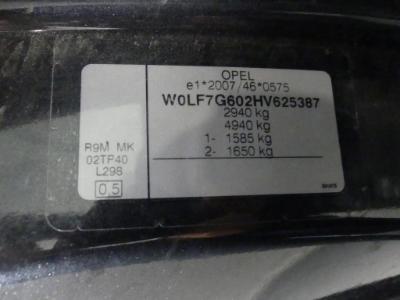 OPEL
e1*2007/46*0575
W0LF7G602HV625387
2940 kg
4940 kg
1- 1585 kg
2- 1650 kg
R9M MK
02TP40
L298
0,5